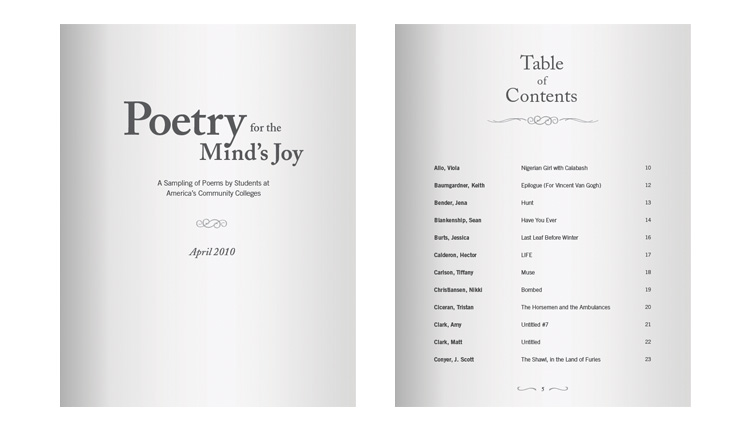 Poetry for the
Mind's Joy
A Sampling of Poems by Students at
America's Community Colleges
April 2010
Table
of
Contents
Allo, Viola Nigerian Girl with Calabash 10
Baumgardner, Keith Epilogue (For Vincent Van Gogh) 12
Bender, Jena Hunt 13
Blankenship, Sean Have You Ever 14
Burts, Jessica Last Leaf Before Winter 16
Calderon, Hector LIFE 17
Carlson, Tiffany Muse 18
Christiansen, Nikki Bombed 19
Ciceran, Tristan The Horsemen and the Ambulances 20
Clark, Amy Untitled #7 21
Clark, Matt Untitled 22
Conyer, J. Scott The Shawl, in the Land of Furies 23
5